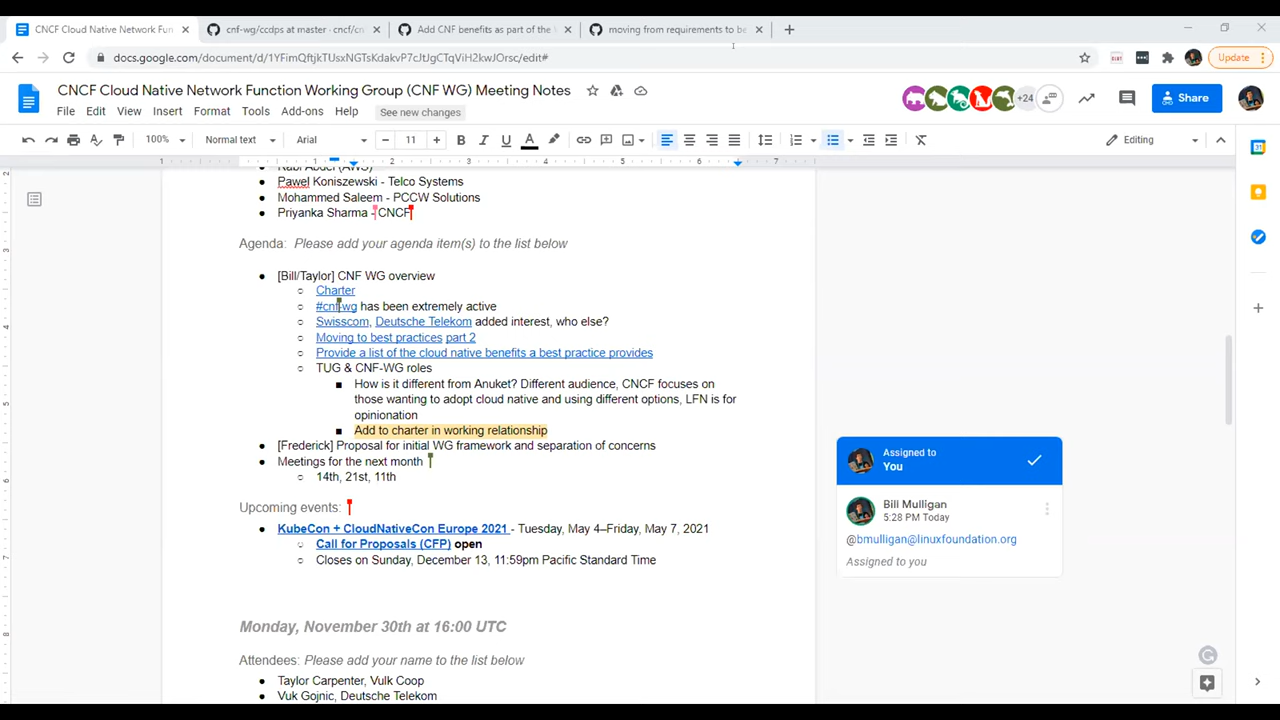 CNCF Cloud Native Network Fun
cnf-wg/ccdps at master · cncf/cn
Add CNF benefits as part of the
moving from requirements to be
docs.google.com/document/d/1YFimQftjkTUsxNGTsKdakvP7cJtJgCTqViH2kwJOrsc/edit#
Update
CNCF Cloud Native Network Function Working Group (CNF WG) Meeting Notes
+24
Share
File Edit View Insert Format Tools Add-ons Help
See new changes
100% Normal text Arial 11
Editing
1 1 2 3 4 5 6 7
Pawel Koniszewski - Telco Systems
Mohammed Saleem - PCCW Solutions
Priyanka Sharma - CNCF
Agenda: Please add your agenda item(s) to the list below
[Bill/Taylor] CNF WG overview
Charter
#cnf-wg has been extremely active
Swisscom, Deutsche Telekom added interest, who else?
Moving to best practices part 2
Provide a list of the cloud native benefits a best practice provides
TUG & CNF-WG roles
How is it different from Anuket? Different audience, CNCF focuses on
those wanting to adopt cloud native and using different options, LFN is for
opinionation
Add to charter in working relationship
[Frederick] Proposal for initial WG framework and separation of concerns
Meetings for the next month
14th, 21st, 11th
Upcoming events:
KubeCon + CloudNativeCon Europe 2021 - Tuesday, May 4–Friday, May 7, 2021
Call for Proposals (CFP) open
Closes on Sunday, December 13, 11:59pm Pacific Standard Time
Monday, November 30th at 16:00 UTC
Attendees: Please add your name to the list below
Taylor Carpenter, Vulk Coop
Vuk Gojnic, Deutsche Telekom
Assigned to
You
Bill Mulligan
5:28 PM Today
@bmulligan@linuxfoundation.org
Assigned to you